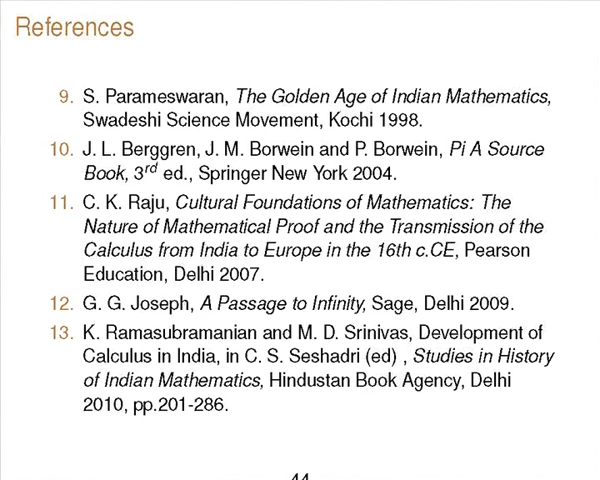 References
9. S. Parameswaran, The Golden Age of Indian Mathematics,
Swadeshi Science Movement, Kochi 1998.
10. J. L. Berggren, J. M. Borwein and P. Borwein, Pi A Source
Book, 3rd ed., Springer New York 2004.
11. C. K. Raju, Cultural Foundations of Mathematics: The
Nature of Mathematical Proof and the Transmission of the
Calculus from India to Europe in the 16th c.CE, Pearson
Education, Delhi 2007.
12. G. G. Joseph, A Passage to Infinity, Sage, Delhi 2009.
13. K. Ramasubramanian and M. D. Srinivas, Development of
Calculus in India, in C. S. Seshadri (ed) , Studies in History
of Indian Mathematics, Hindustan Book Agency, Delhi
2010, pp.201-286.
44